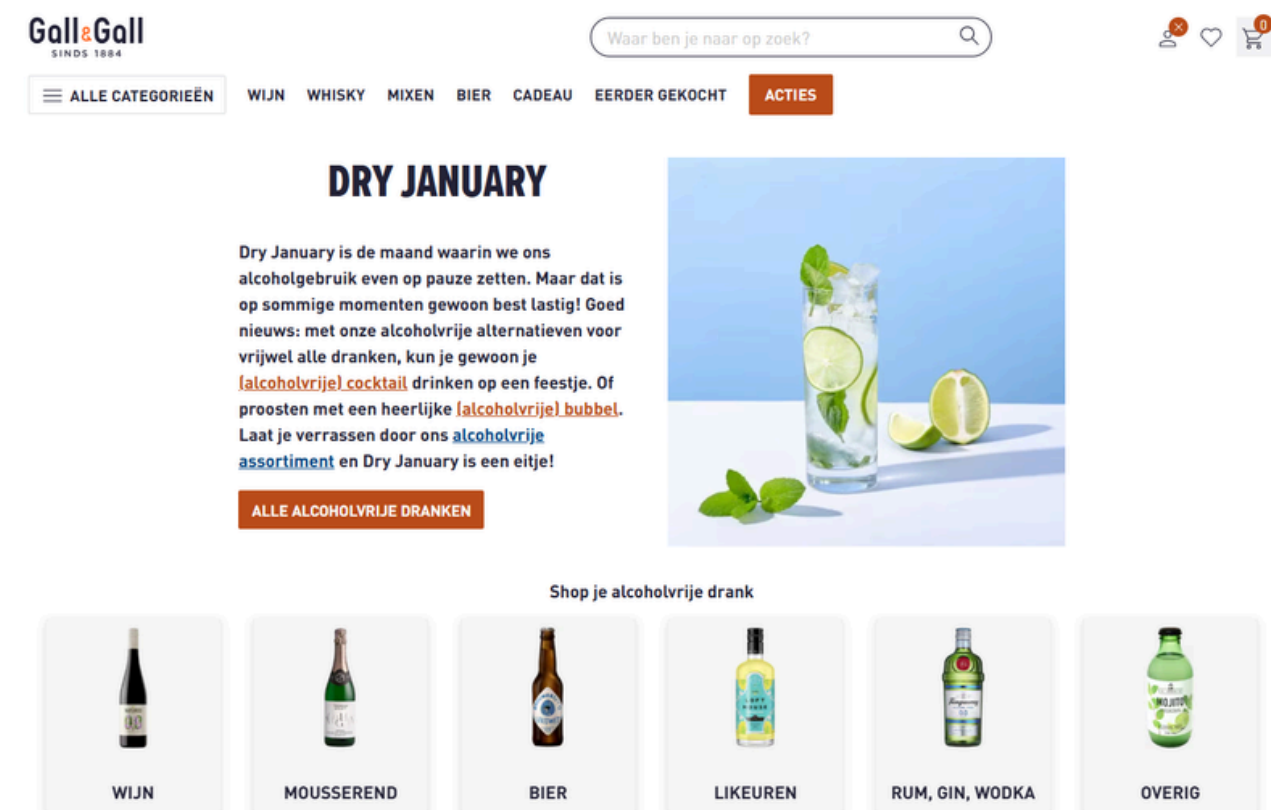 Gall&Gall
SINDS 1884
Waar ben je naar op zoek?
0
ALLE CATEGORIEËN
WIJN
WHISKY
MIXEN
BIER
CADEAU
EERDER GEKOCHT
ACTIES
DRY JANUARY
Dry January is de maand waarin we ons
alcoholgebruik even op pauze zetten. Maar dat is
op sommige momenten gewoon best lastig! Goed
nieuws: met onze alcoholvrije alternatieven voor
vrijwel alle dranken, kun je gewoon je
(alcoholvrije) cocktail drinken op een feestje. Of
proosten met een heerlijke (alcoholvrije) bubbel.
Laat je verrassen door ons alcoholvrije
assortiment en Dry January is een eitje!
ALLE ALCOHOLVRIJE DRANKEN
Shop je alcoholvrije drank
0,0
MOJITO
WIJN
MOUSSEREND
BIER
LIKEUREN
RUM, GIN, WODKA
OVERIG